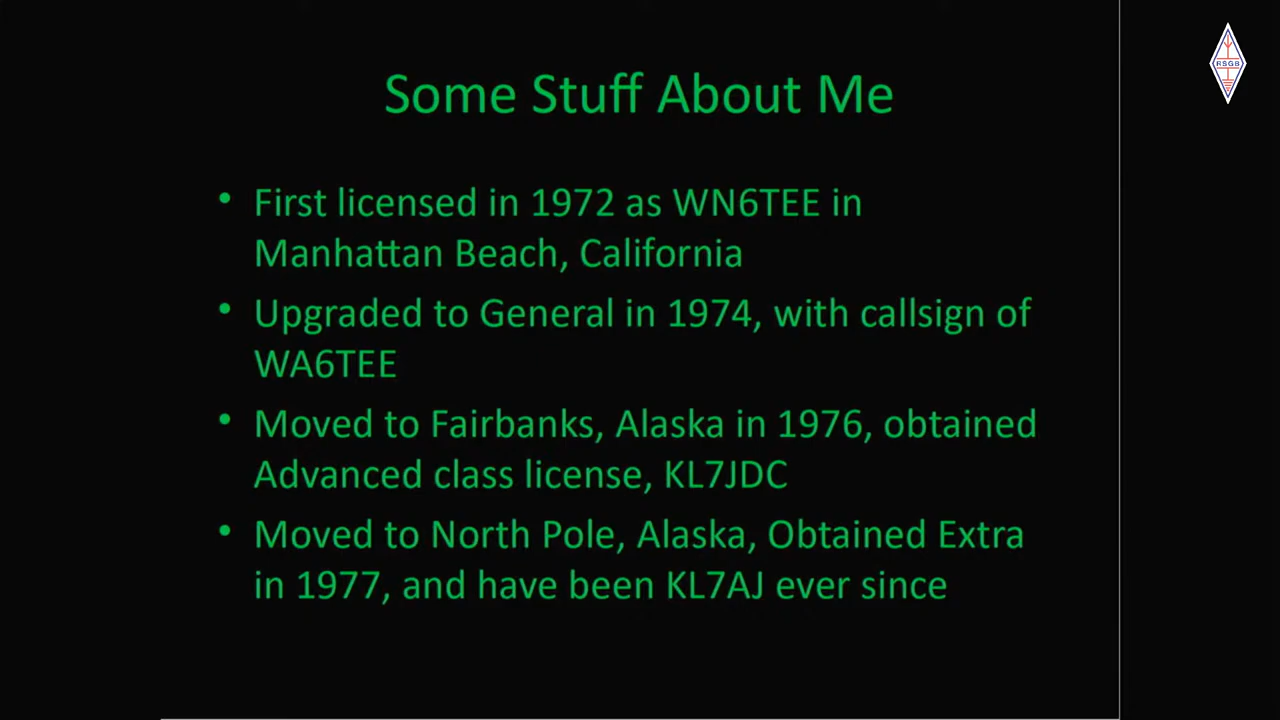 Some Stuff About Me
RSGB
• First licensed in 1972 as WN6TEE in
Manhattan Beach, California
• Upgraded to General in 1974, with callsign of
WA6TEE
• Moved to Fairbanks, Alaska in 1976, obtained
Advanced class license, KL7JDC
• Moved to North Pole, Alaska, Obtained Extra
in 1977, and have been KL7AJ ever since